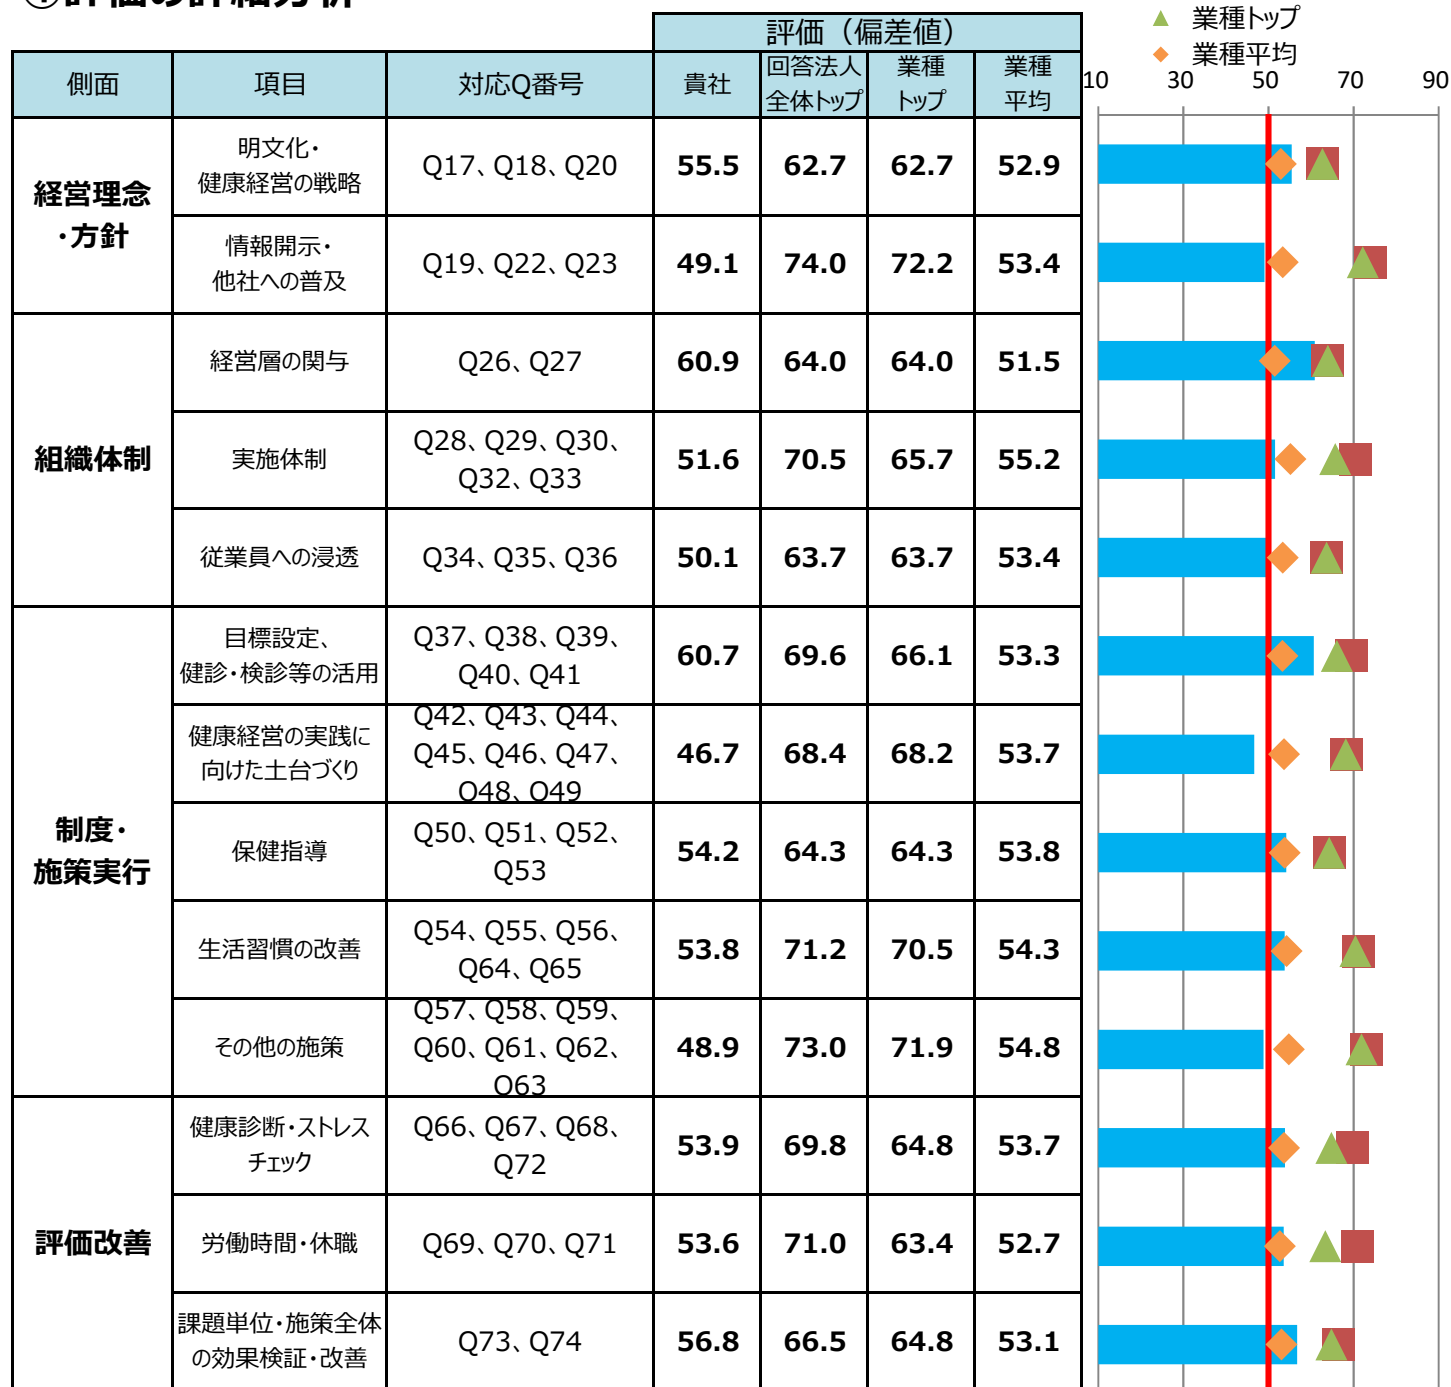 ①評価の詳細分析
▲ 業種トップ
◆ 業種平均
評価（偏差値）
側面 項目 対応Q番号 貴社 回答法人 業種 業種
全体トップ トップ 平均
10 30 50 70 90
経営理念
・方針
明文化・
健康経営の戦略
Q17、Q18、Q20 55.5 62.7 62.7 52.9
情報開示・
他社への普及
Q19、Q22、Q23 49.1 74.0 72.2 53.4
組織体制
経営層の関与 Q26、Q27 60.9 64.0 64.0 51.5
実施体制
Q28、Q29、Q30、
Q32、Q33
51.6 70.5 65.7 55.2
従業員への浸透 Q34、Q35、Q36 50.1 63.7 63.7 53.4
制度・
施策実行
目標設定、
健診・検診等の活用
Q37、Q38、Q39、
Q40、Q41
60.7 69.6 66.1 53.3
健康経営の実践に
向けた土台づくり
Q42、Q43、Q44、
Q45、Q46、Q47、
Q48、Q49
46.7 68.4 68.2 53.7
保健指導
Q50、Q51、Q52、
Q53
54.2 64.3 64.3 53.8
生活習慣の改善
Q54、Q55、Q56、
Q64、Q65
53.8 71.2 70.5 54.3
その他の施策
Q57、Q58、Q59、
Q60、Q61、Q62、
Q63
48.9 73.0 71.9 54.8
評価改善
健康診断・ストレス
チェック
Q66、Q67、Q68、
Q72
53.9 69.8 64.8 53.7
労働時間・休職 Q69、Q70、Q71 53.6 71.0 63.4 52.7
課題単位・施策全体
の効果検証・改善
Q73、Q74 56.8 66.5 64.8 53.1